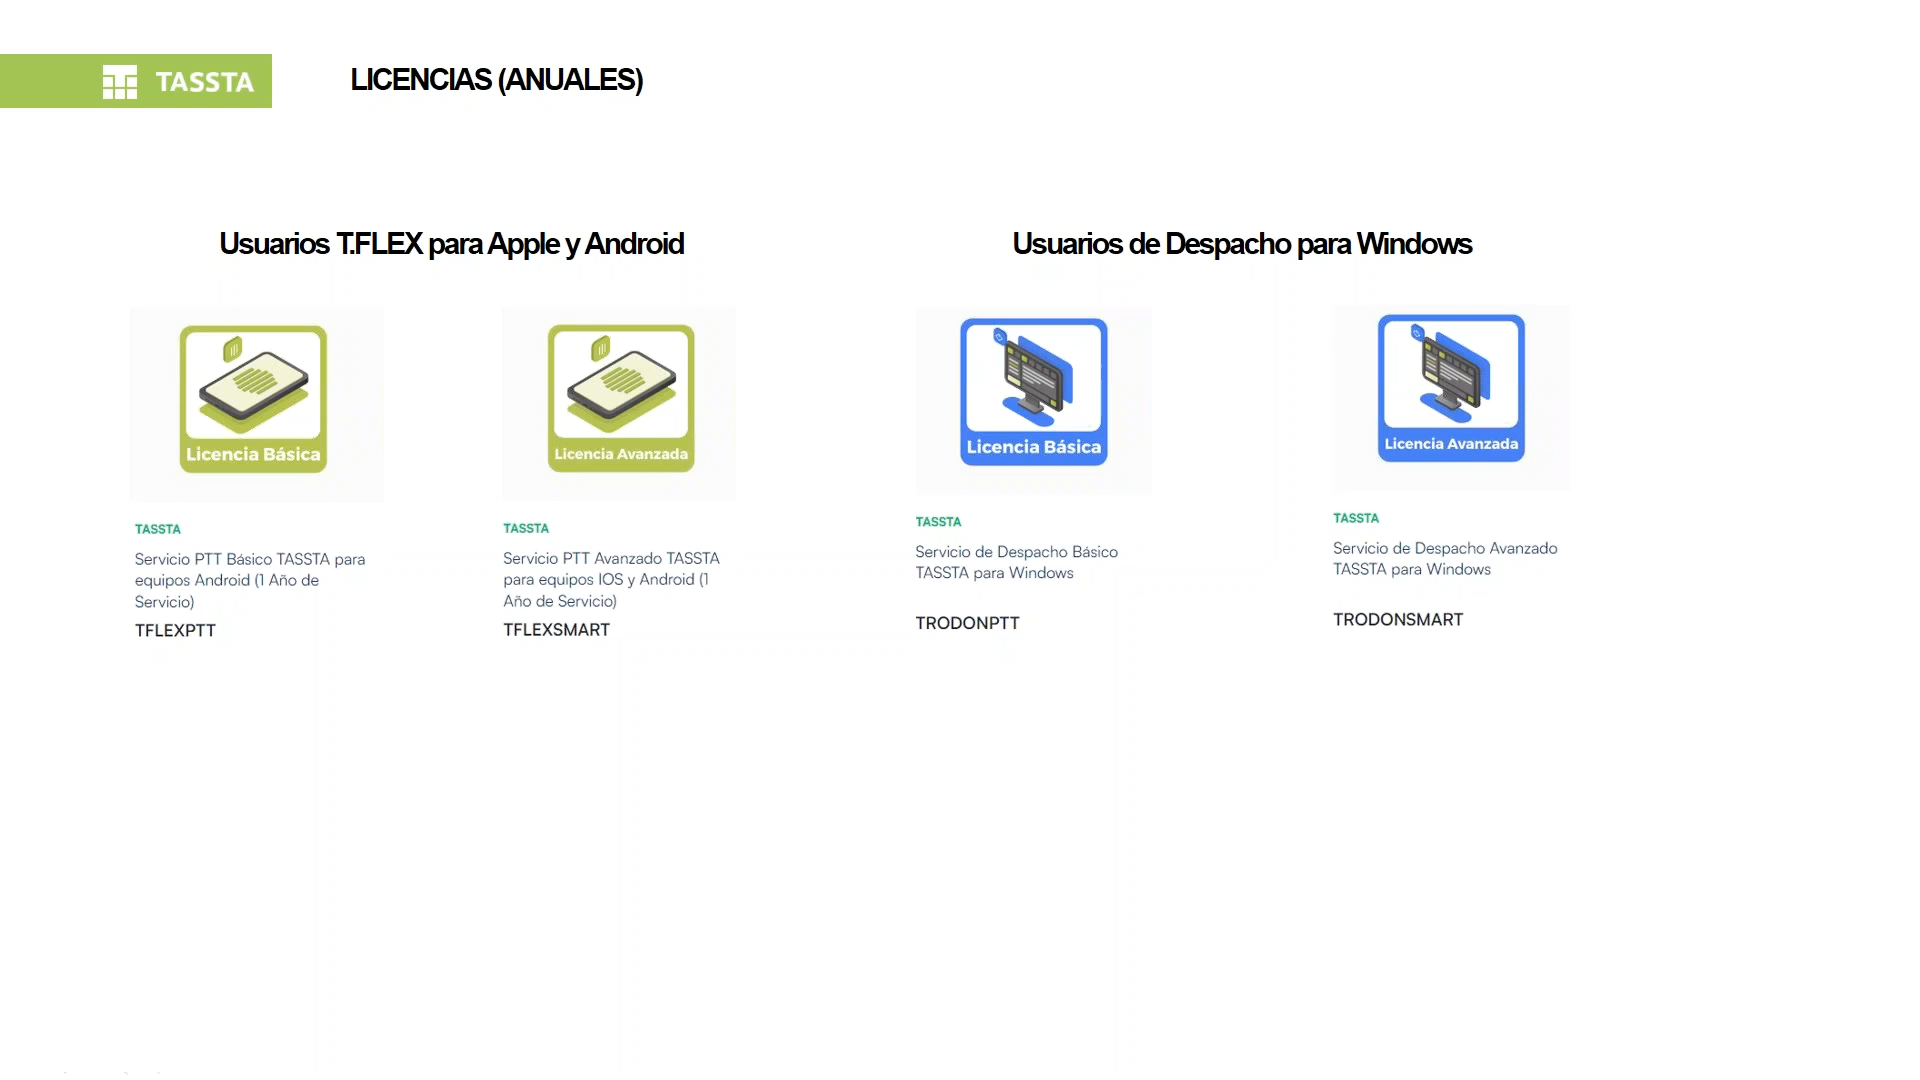 TASSTA
LICENCIAS (ANUALES)
Usuarios T.FLEX para Apple y Android
Licencia Básica
TASSTA
Servicio PTT Básico TASSTA para
equipos Android (1 Año de
Servicio)
TFLEXPTT
Licencia Avanzada
TASSTA
Servicio PTT Avanzado TASSTA
para equipos IOS y Android (1
Año de Servicio)
TFLEXSMART
Usuarios de Despacho para Windows
Licencia Básica
TASSTA
Servicio de Despacho Básico
TASSTA para Windows
TRODONPTT
Licencia Avanzada
TASSTA
Servicio de Despacho Avanzado
TASSTA para Windows
TRODONSMART